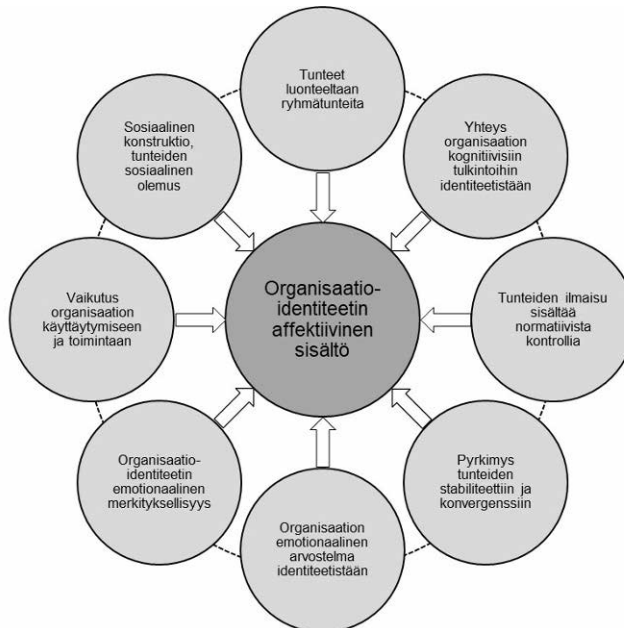 Tunteet
luonteeltaan
ryhmätunteita
Sosiaalinen
konstruktio,
tunteiden
sosiaalinen
olemus
Yhteys
organisaation
kognitiivisiin
tulkintoihin
identiteetistään
Vaikutus
organisaation
käyttäytymiseen
ja toimintaan
Organisaatio-
identiteetin
affektiivinen
sisältö
Tunteiden ilmaisu
sisältää
normatiivista
kontrollia
Organisaatio-
identiteetin
emotionaalinen
merkityksellisyys
Pyrkimys
tunteiden
stabiliteettiin ja
konvergenssiin
Organisaation
emotionaalinen
arvostelma
identiteetistään